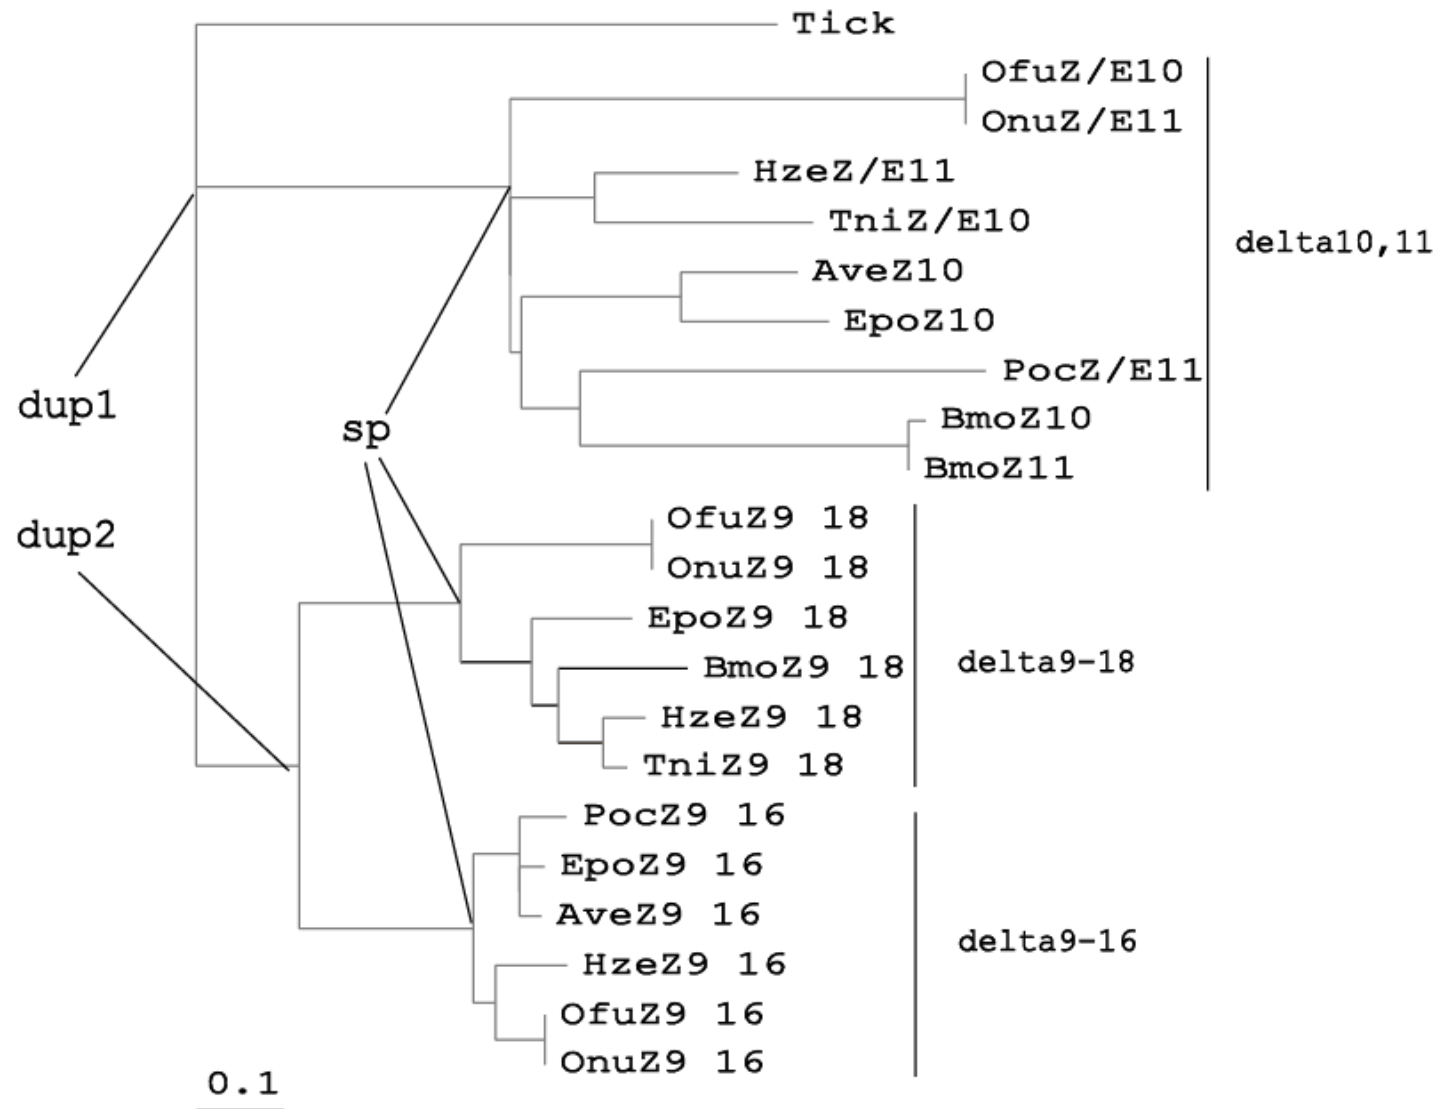 Tick
OfuZ/E10
OnuZ/E11
HzeZ/E11
TniZ/E10
delta10,11
AveZ10
EpoZ10
PocZ/E11
dup1
BmoZ10
sp
BmoZ11
OfuZ9 18
dup2
OnuZ9 18
EpoZ9 18
BmoZ9 18
delta9-18
HzeZ9 18
TniZ9 18
PocZ9 16
EpoZ9 16
AveZ9 16
delta9-16
HzeZ9 16
OfuZ9 16
OnuZ9 16
0.1